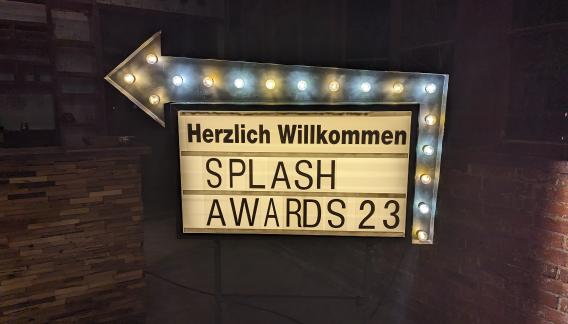 Herzlich Willkommen
SPLASH
AWARDS 23